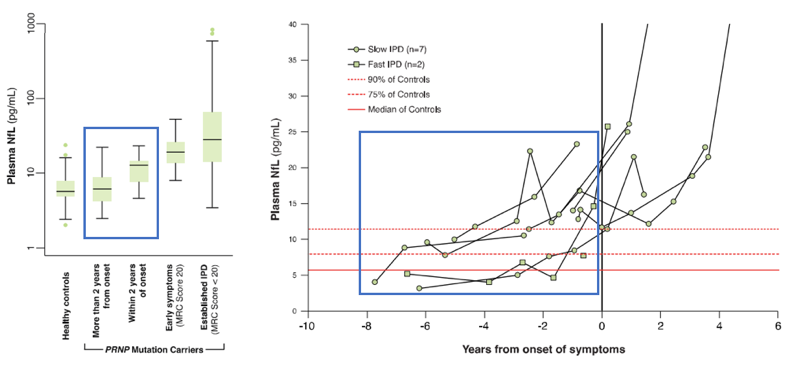 Plasma NfL (pg/mL)
1000
100
10
1
Healthy controls
More than 2 years
from onset
Within 2 years
of onset
Early symptoms
(MRC Score 20)
Established IPD
(MRC Score < 20)
PRNP Mutation Carriers
Plasma NfL (pg/mL)
40
35
30
25
20
15
10
5
0
Slow IPD (n=7)
Fast IPD (n=2)
90% of Controls
75% of Controls
Median of Controls
-10 -8 -6 -4 -2 0 2 4 6
Years from onset of symptoms